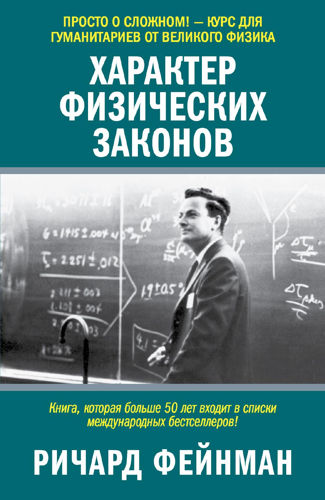 ПРОСТО О СЛОЖНОМ! — КУРС ДЛЯ
ГУМАНИТАРИЕВ ОТ ВЕЛИКОГО ФИЗИКА
ХАРАКТЕР
ФИЗИЧЕСКИХ
ЗАКОНОВ
Книга, которая больше 50 лет входит в списки
международных бестселлеров!
РИЧАРД ФЕЙНМАН